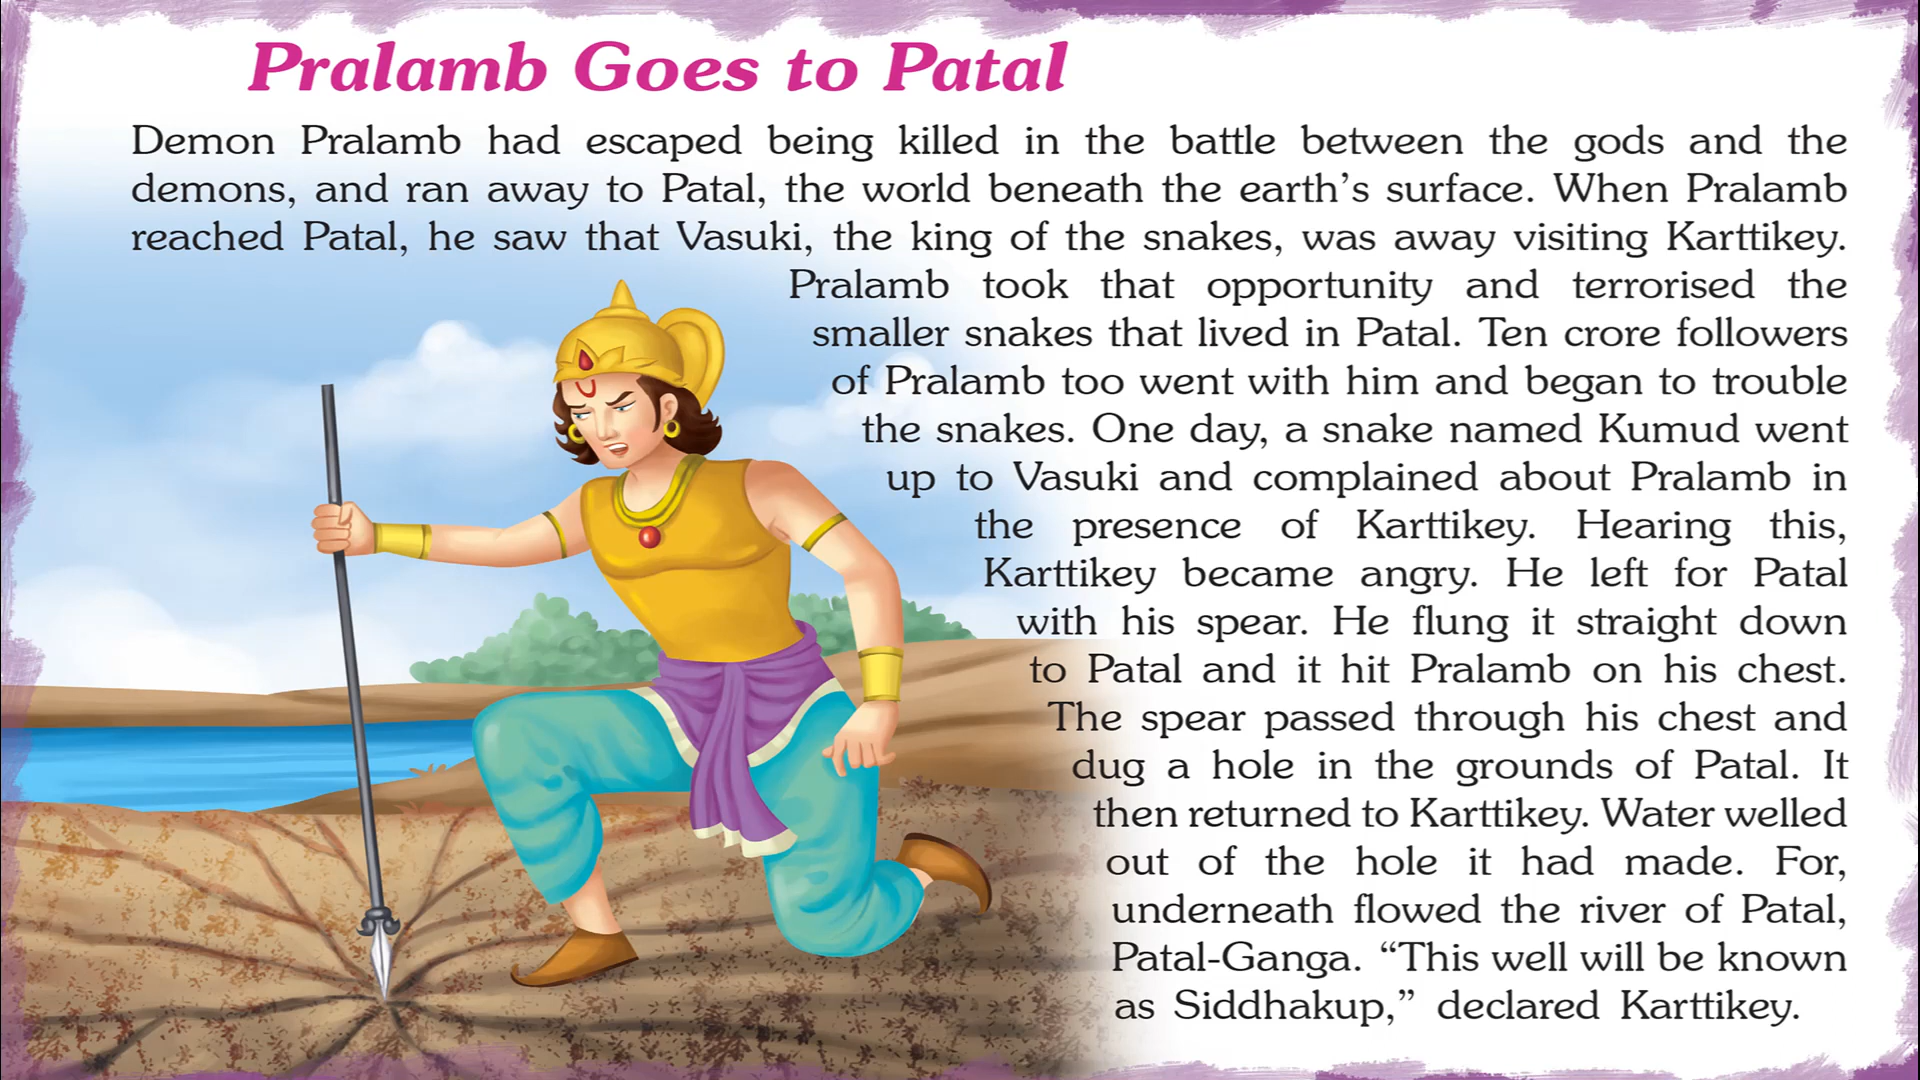 Pralamb Goes to Patal
Demon Pralamb had escaped being killed in the battle between the gods and the
demons, and ran away to Patal, the world beneath the earth’s surface. When Pralamb
reached Patal, he saw that Vasuki, the king of the snakes, was away visiting Karttikey.
Pralamb took that opportunity and terrorised the
smaller snakes that lived in Patal. Ten crore followers
of Pralamb too went with him and began to trouble
the snakes. One day, a snake named Kumud went
up to Vasuki and complained about Pralamb in
the presence of Karttikey. Hearing this,
Karttikey became angry. He left for Patal
with his spear. He flung it straight down
to Patal and it hit Pralamb on his chest.
The spear passed through his chest and
dug a hole in the grounds of Patal. It
then returned to Karttikey. Water welled
out of the hole it had made. For,
underneath flowed the river of Patal,
Patal-Ganga. “This well will be known
as Siddhakup,” declared Karttikey.